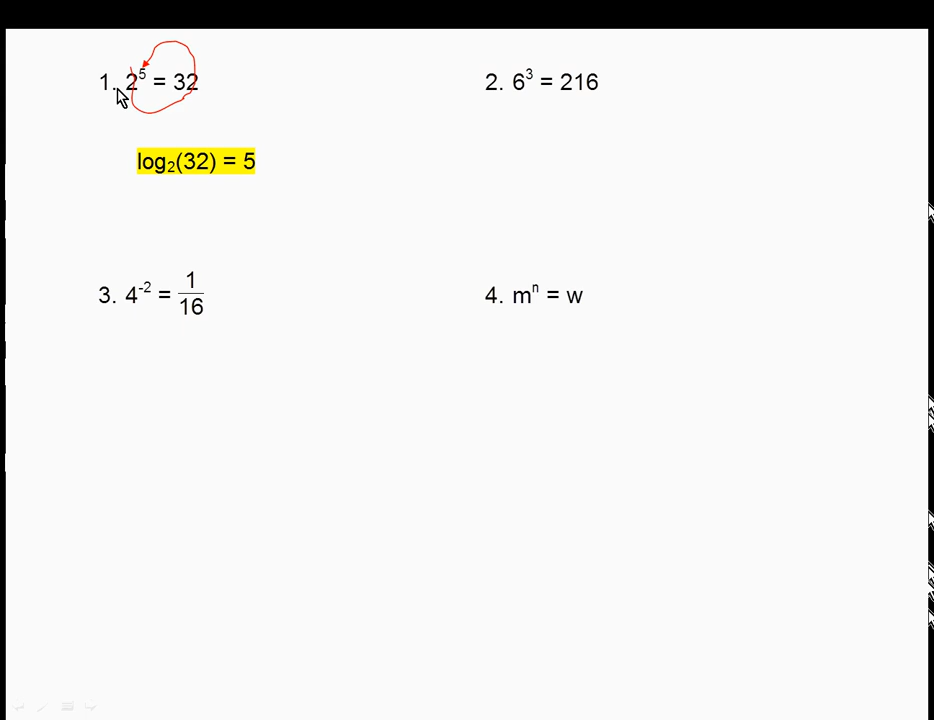 1. 2⁵ = 32
2. 6³ = 216
log₂(32) = 5
3. 4⁻² = 1/16
4. mⁿ = w